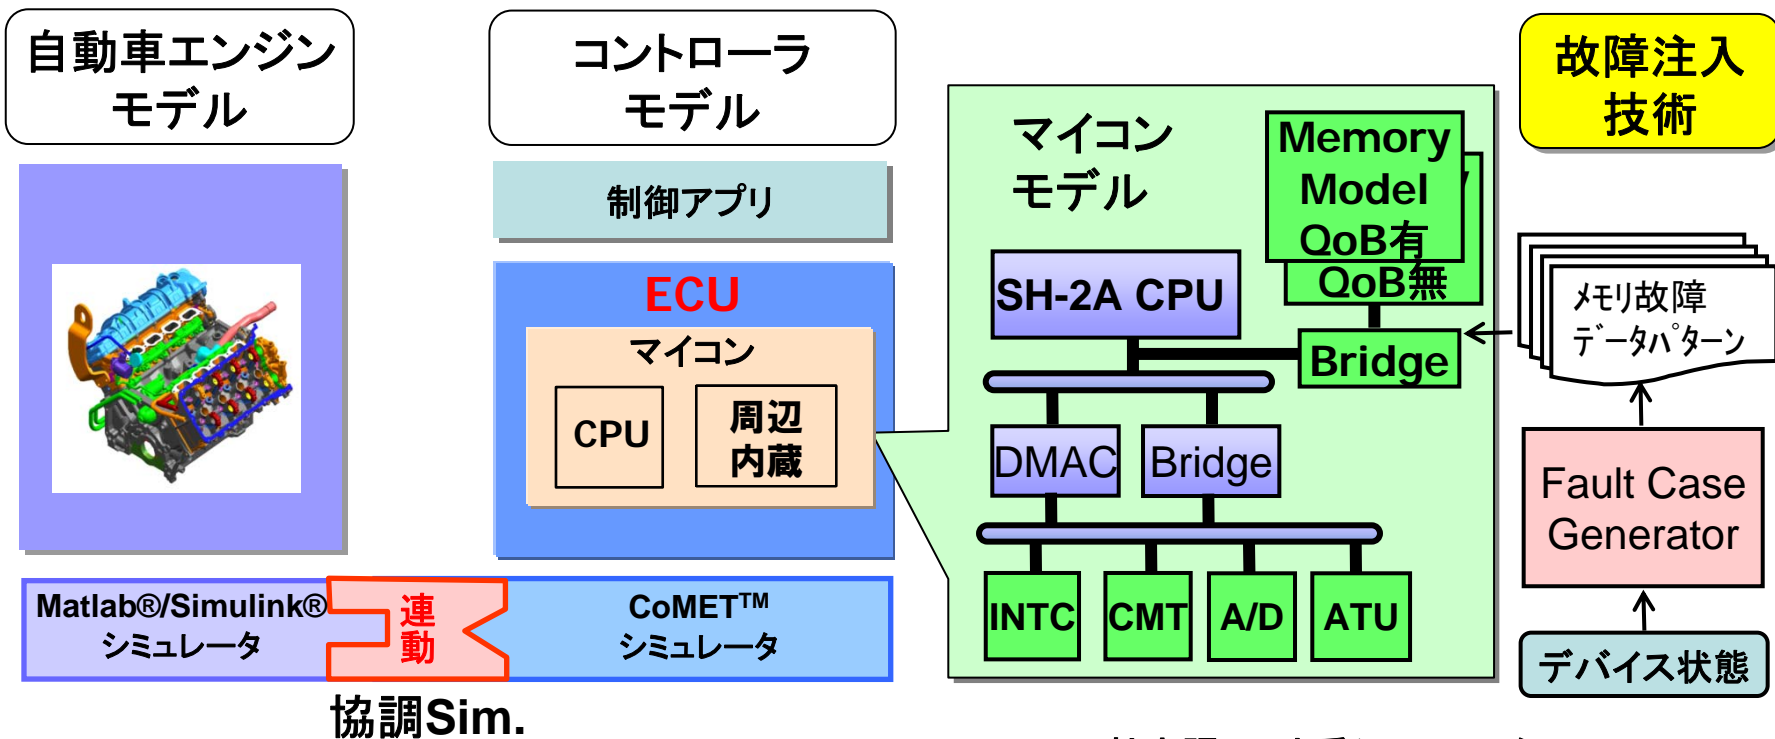 自動車エンジン
モデル
コントローラ
モデル
制御アプリ
ECU
マイコン
CPU
周辺
内蔵
Matlab®/Simulink®
シミュレータ
連
動
CoMET™
シミュレータ
協調Sim.
マイコン
モデル
Memory
Model
QoB有
QoB無
SH-2A CPU
Bridge
DMAC
Bridge
INTC
CMT
A/D
ATU
故障注入
技術
メモリ故障
データパターン
Fault Case
Generator
デバイス状態